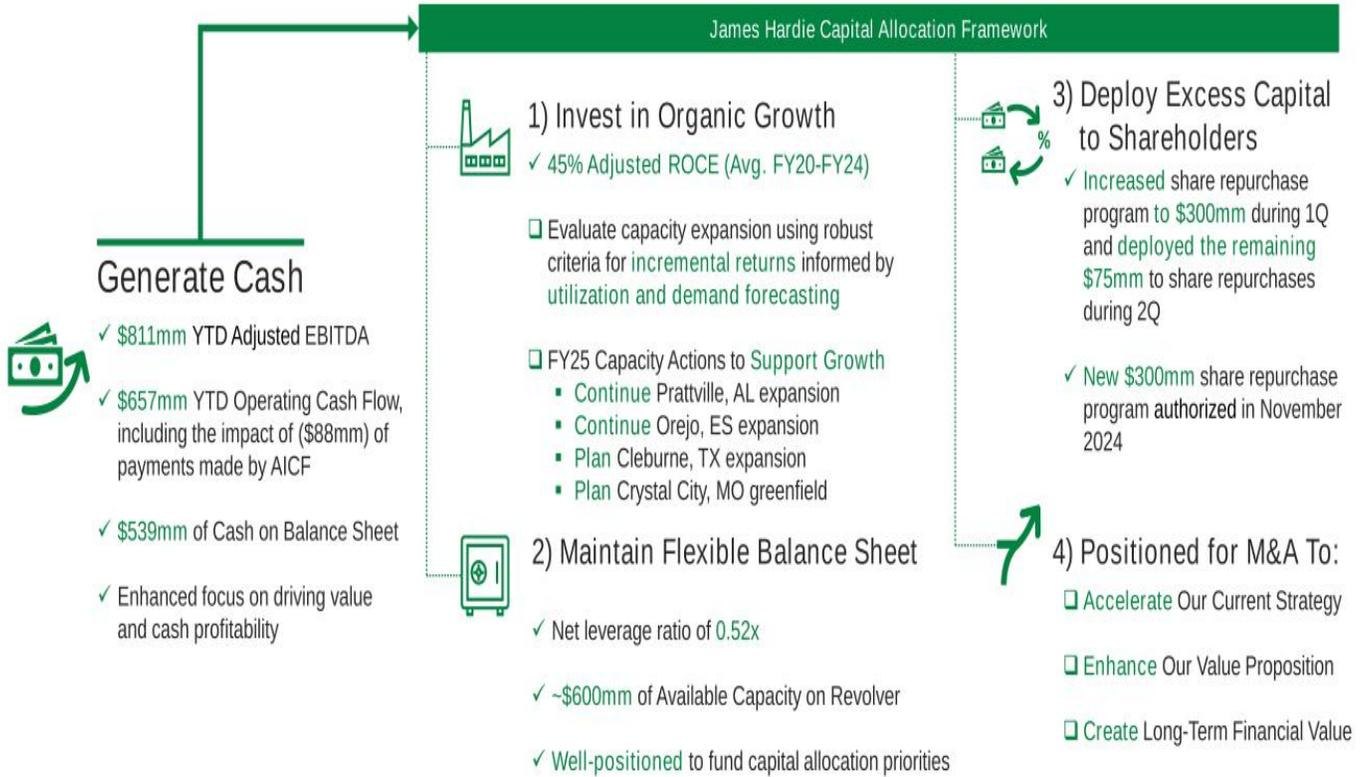 James Hardie Capital Allocation Framework
Generate Cash
✓ $811mm YTD Adjusted EBITDA
✓ $657mm YTD Operating Cash Flow,
including the impact of ($88mm) of
payments made by AICF
✓ $539mm of Cash on Balance Sheet
✓ Enhanced focus on driving value
and cash profitability
1) Invest in Organic Growth
✓ 45% Adjusted ROCE (Avg. FY20-FY24)
❑ Evaluate capacity expansion using robust
criteria for incremental returns informed by
utilization and demand forecasting
❑ FY25 Capacity Actions to Support Growth
▪ Continue Prattville, AL expansion
▪ Continue Orejo, ES expansion
▪ Plan Cleburne, TX expansion
▪ Plan Crystal City, MO greenfield
2) Maintain Flexible Balance Sheet
✓ Net leverage ratio of 0.52x
✓ ~$600mm of Available Capacity on Revolver
✓ Well-positioned to fund capital allocation priorities
%
3) Deploy Excess Capital
to Shareholders
✓ Increased share repurchase
program to $300mm during 1Q
and deployed the remaining
$75mm to share repurchases
during 2Q
✓ New $300mm share repurchase
program authorized in November
2024
4) Positioned for M&A To:
❑ Accelerate Our Current Strategy
❑ Enhance Our Value Proposition
❑ Create Long-Term Financial Value